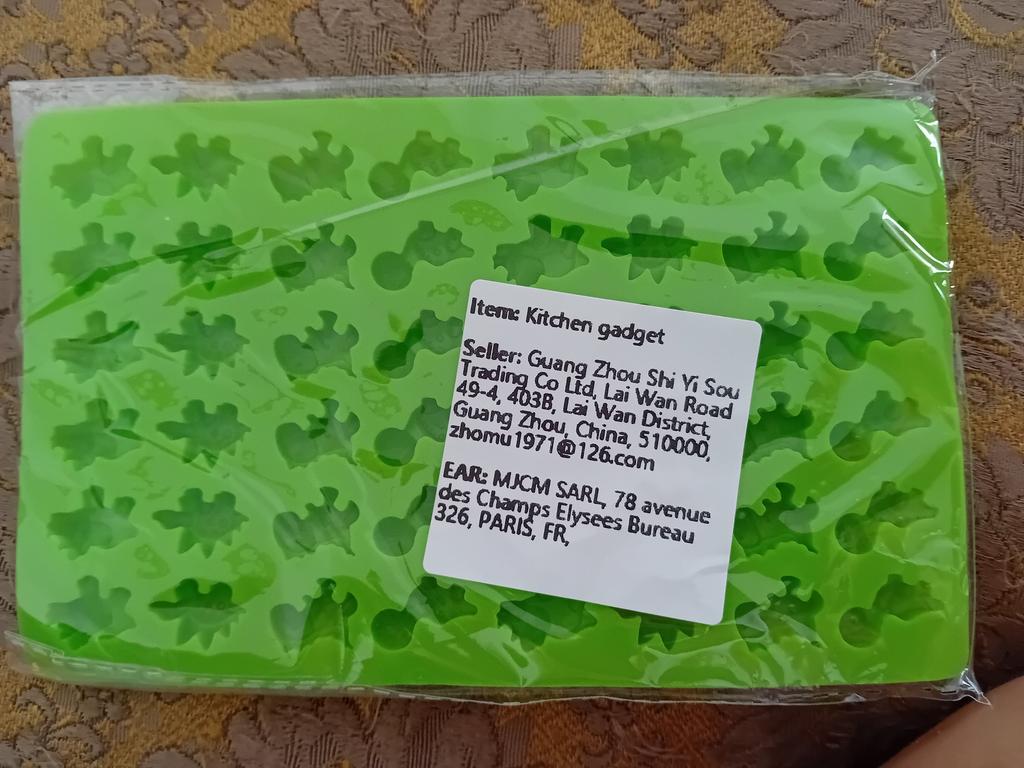 Item: Kitchen gadget
Seller: Guang Zhou Shi Yi Sou
Trading Co Ltd, Lai Wan Road
49-4, 403B, Lai Wan District,
Guang Zhou, China, 510000,
zhomu1971@126.com
EAR: MJCM SARL, 78 avenue
des Champs Elysees Bureau
326, PARIS, FR,